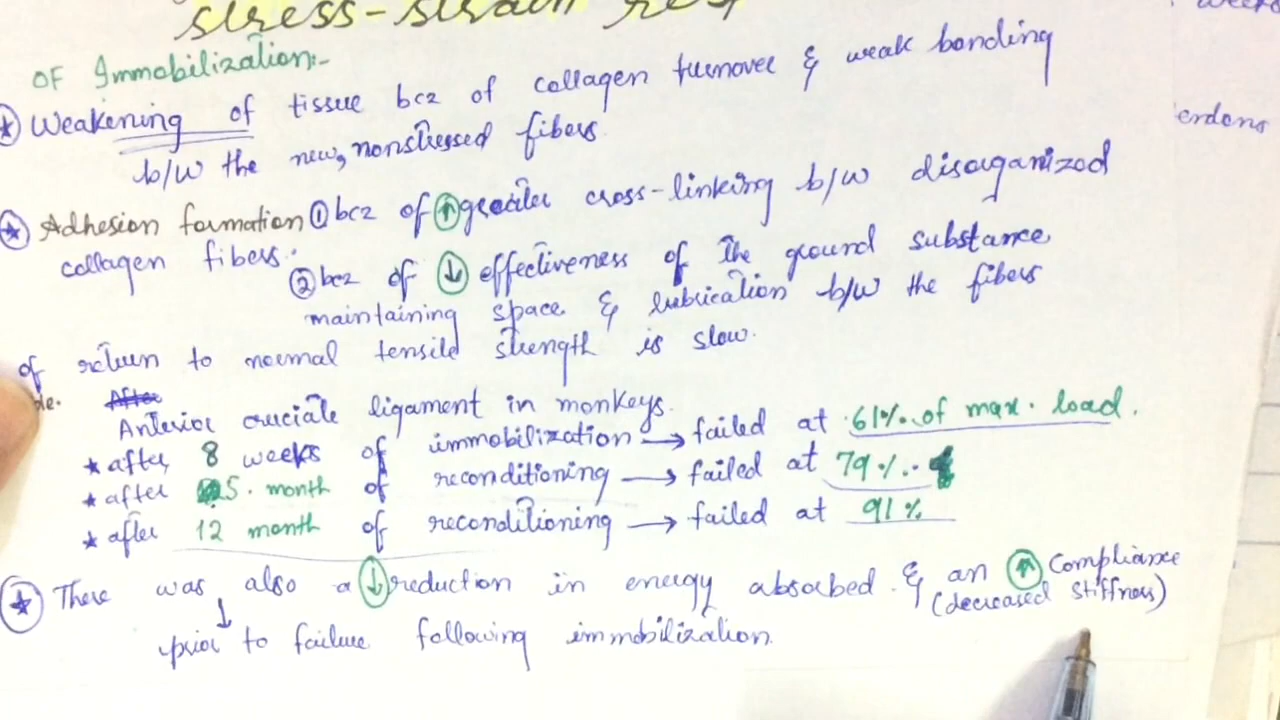 stress-strain
of Immobilization:-
Weakening of tissue bcz of collagen turnover & weak bonding
b/w the new, nonstressed fibers.
Adhesion formation ① bcz of ↑ greater cross-linking b/w disorganized
collagen fibers.
② bcz of ↓ effectiveness of the ground substance
maintaining space & lubrication b/w the fibers
of return to normal tensile strength is slow.
Anterior cruciate ligament in monkeys.
* after 8 weeks of immobilization → failed at 61% of max. load.
* after 5 month of reconditioning → failed at 79%.
* after 12 month of reconditioning → failed at 91%
There was also a ↓ reduction in energy absorbed & an ↑ Compliance
(decreased stiffness)
prior to failure following immobilization.